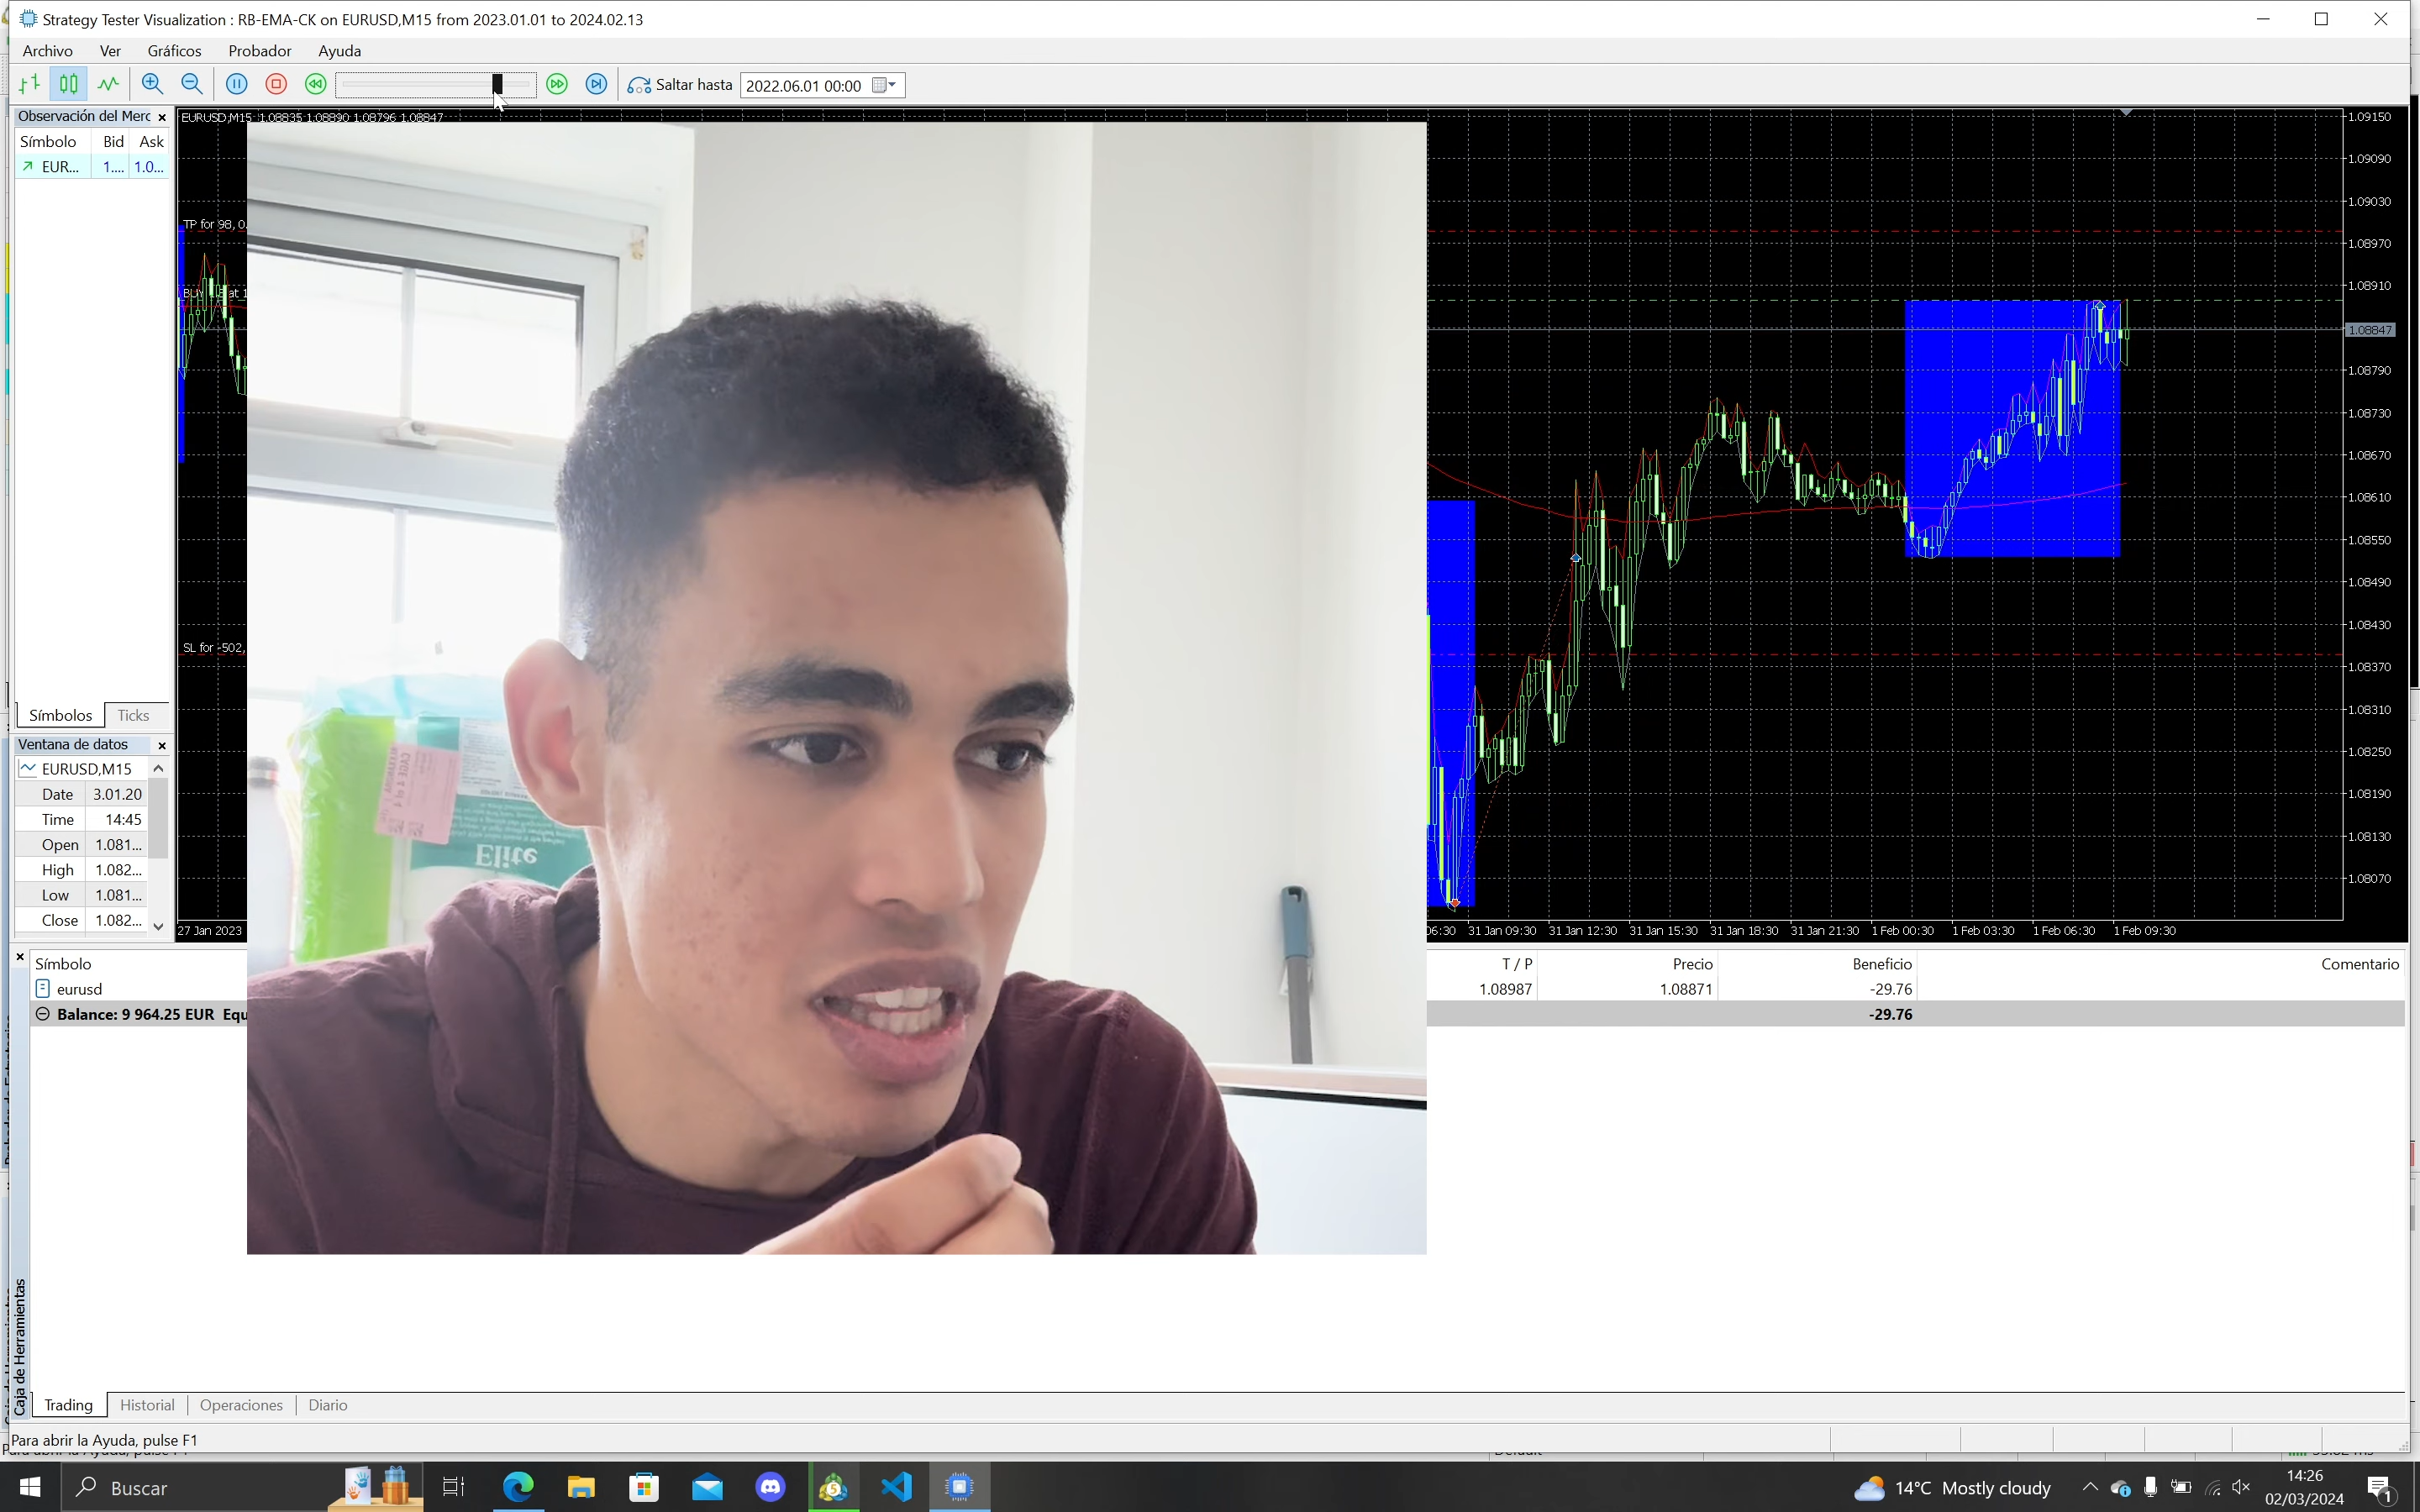 Strategy Tester Visualization : RB-EMA-CK on EURUSD,M15 from 2023.01.01 to 2024.02.13
Archivo Ver Gráficos Probador Ayuda
Saltar hasta 2022.06.01 00:00
Observación del Merc
Símbolo Bid Ask
EUR... 1.... 1.0...
Símbolos Ticks
Ventana de datos
EURUSD,M15
Date 3.01.20
Time 14:45
Open 1.081...
High 1.082...
Low 1.081...
Close 1.082...
EURUSD,M15 1.08835 1.08890 1.08796 1.08847
TP for 98, 0.
SL for -502,
Elite
1.09150
1.09090
1.09030
1.08970
1.08910
1.08847
1.08790
1.08730
1.08670
1.08610
1.08550
1.08490
1.08430
1.08370
1.08310
1.08250
1.08190
1.08130
1.08070
27 Jan 2023 06:30 31 Jan 09:30 31 Jan 12:30 31 Jan 15:30 31 Jan 18:30 31 Jan 21:30 1 Feb 00:30 1 Feb 03:30 1 Feb 06:30 1 Feb 09:30
Símbolo T / P Precio Beneficio Comentario
eurusd 1.08987 1.08871 -29.76
Balance: 9 964.25 EUR Equ -29.76
Caja de Herramientas
Trading Historial Operaciones Diario
Para abrir la Ayuda, pulse F1
Buscar
14°C Mostly cloudy
14:26
02/03/2024
1